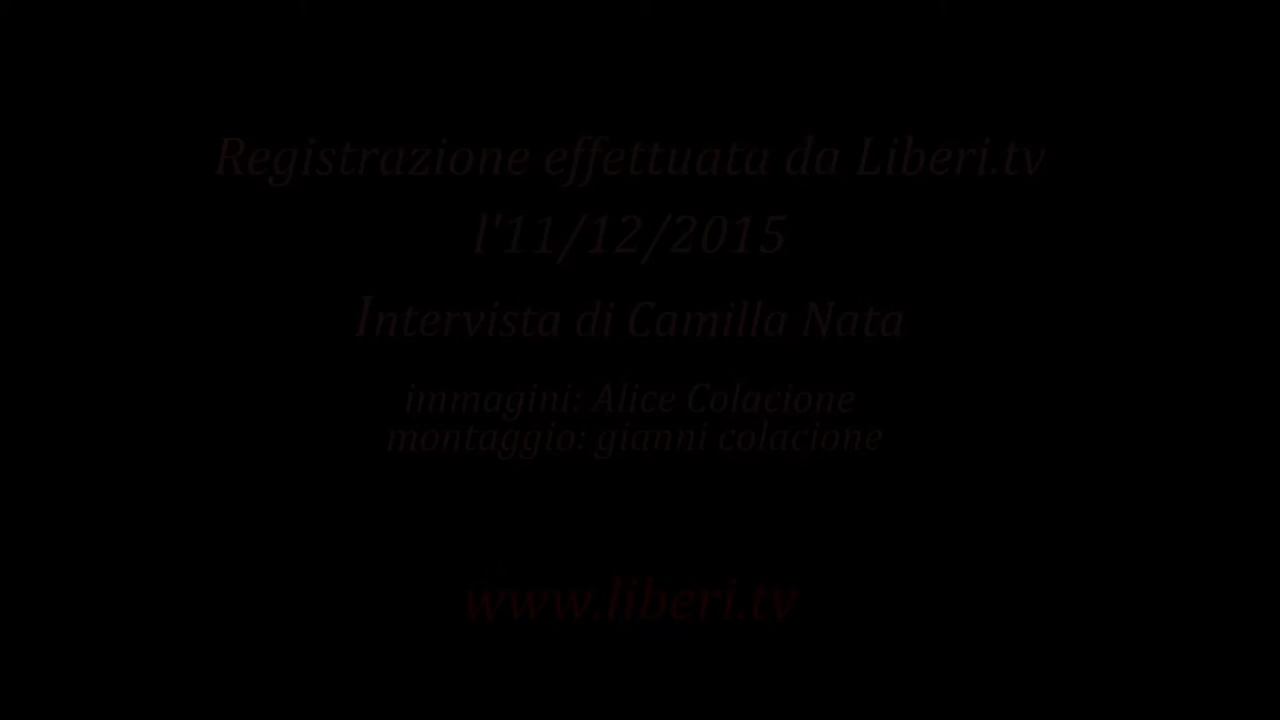 Registrazione effettuata da Liberi.tv
l'11/12/2015
Intervista di Camilla Nata
immagini: Alice Colacione
montaggio: gianni colacione
www.liberi.tv